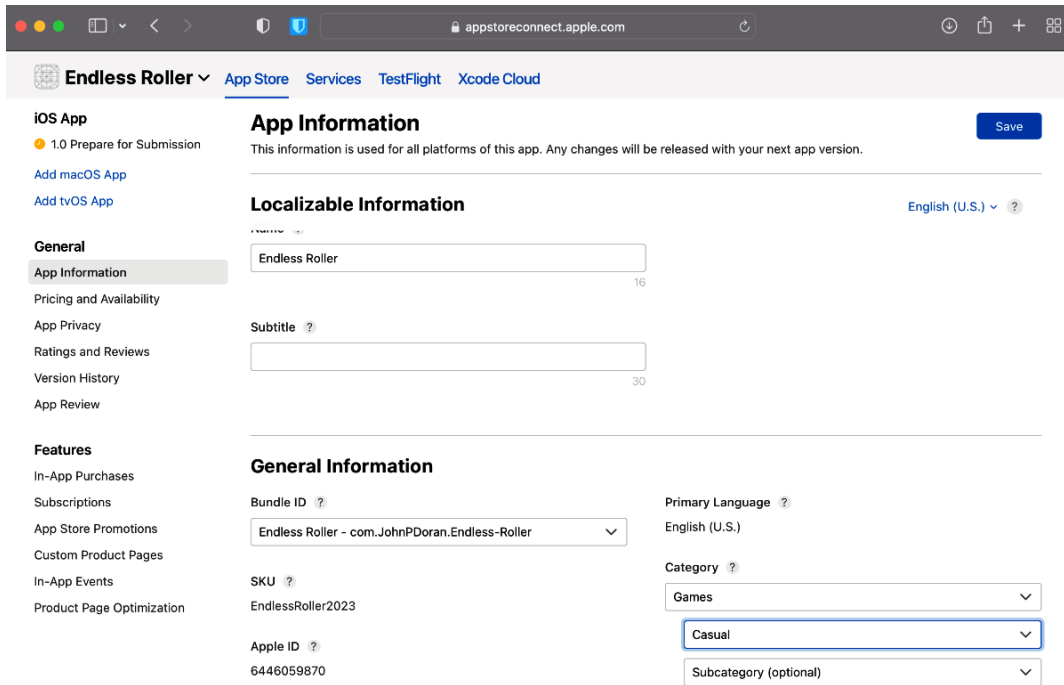 appstoreconnect.apple.com
Endless Roller
App Store
Services
TestFlight
Xcode Cloud
iOS App
1.0 Prepare for Submission
Add macOS App
Add tvOS App
General
App Information
Pricing and Availability
App Privacy
Ratings and Reviews
Version History
App Review
Features
In-App Purchases
Subscriptions
App Store Promotions
Custom Product Pages
In-App Events
Product Page Optimization
App Information
Save
This information is used for all platforms of this app. Any changes will be released with your next app version.
Localizable Information
English (U.S.) ?
Name ?
Endless Roller
16
Subtitle ?
30
General Information
Bundle ID ?
Endless Roller - com.JohnPDoran.Endless-Roller
SKU ?
EndlessRoller2023
Apple ID ?
6446059870
Primary Language ?
English (U.S.)
Category ?
Games
Casual
Subcategory (optional)